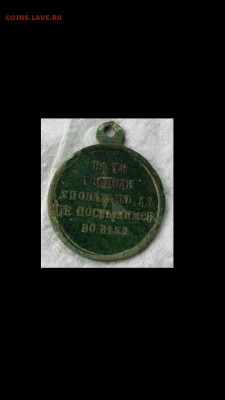 COINS.LAVE.RU
НА ТЯ
ГОСПОДИ
УПОВАХОМЪ, ДА
НЕ ПОСТЫДИМСЯ
ВО ВѢКИ